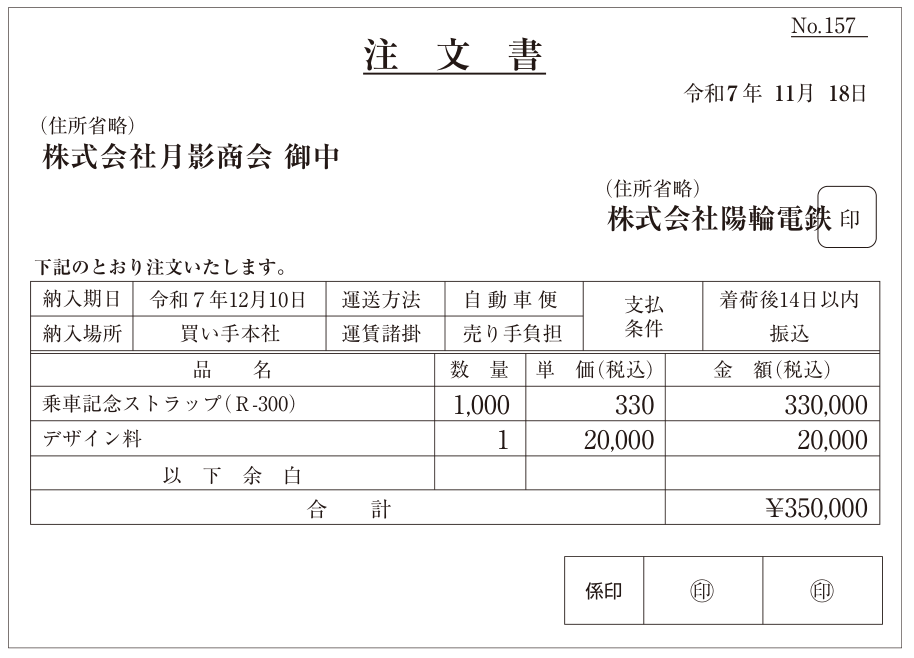 No.157
注 文 書
令和7年 11月 18日
（住所省略）
株式会社月影商会 御中
（住所省略）
株式会社陽輪電鉄 印
下記のとおり注文いたします。
納入期日 令和7年12月10日 運送方法 自動車便 支払条件 着荷後14日以内振込
納入場所 買い手本社 運賃諸掛 売り手負担
品 名 数 量 単 価（税込） 金 額（税込）
乗車記念ストラップ（R-300） 1,000 330 330,000
デザイン料 1 20,000 20,000
以 下 余 白
合 計 ¥350,000
係印 ㊞ ㊞